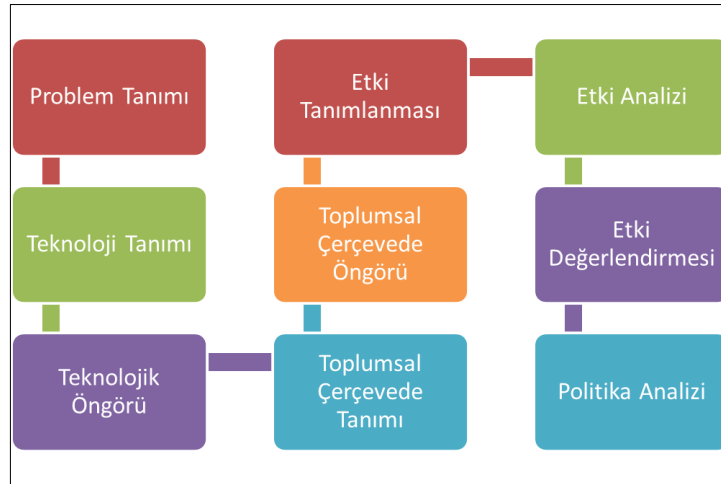 Problem Tanımı
Teknoloji Tanımı
Teknolojik
Öngörü
Toplumsal
Çerçevede
Tanımı
Toplumsal
Çerçevede
Öngörü
Etki
Tanımlanması
Etki Analizi
Etki
Değerlendirmesi
Politika Analizi